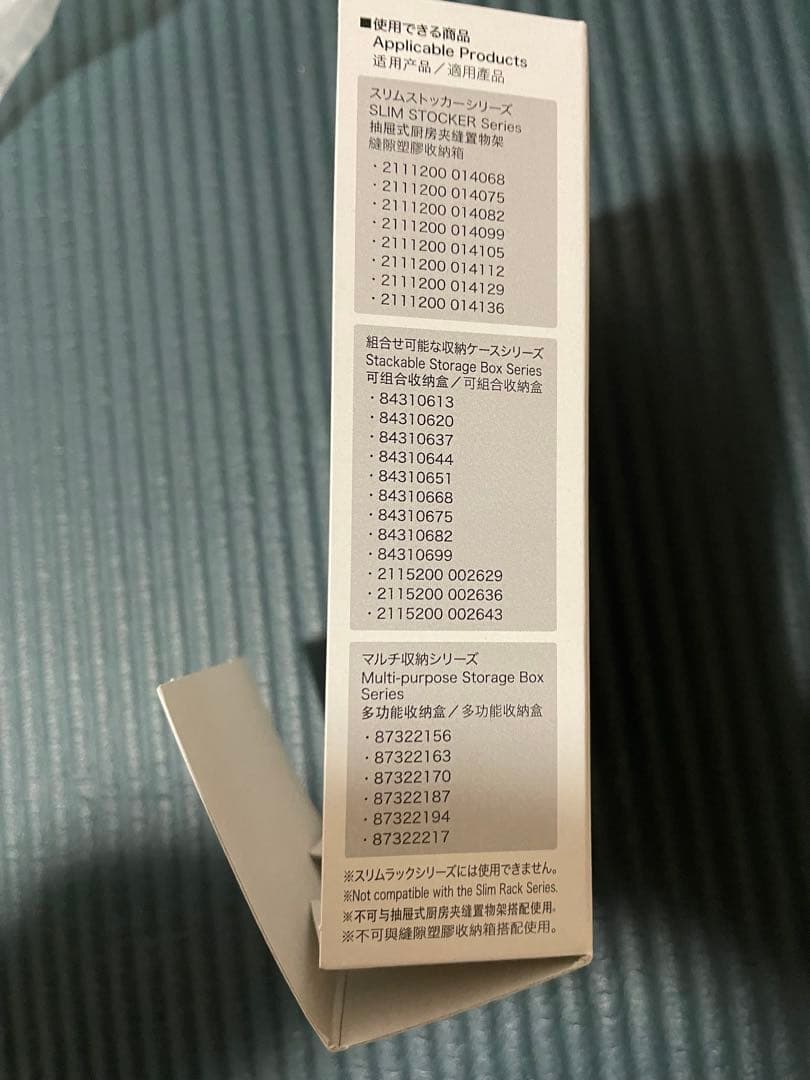 ■使用できる商品
Applicable Products
适用产品／適用產品
スリムストッカーシリーズ
SLIM STOCKER Series
抽屉式厨房夹缝置物架
縫隙塑膠收納箱
・2111200 014068
・2111200 014075
・2111200 014082
・2111200 014099
・2111200 014105
・2111200 014112
・2111200 014129
・2111200 014136
組合せ可能な収納ケースシリーズ
Stackable Storage Box Series
可组合收纳盒／可組合收納盒
・84310613
・84310620
・84310637
・84310644
・84310651
・84310668
・84310675
・84310682
・84310699
・2115200 002629
・2115200 002636
・2115200 002643
マルチ収納シリーズ
Multi-purpose Storage Box
Series
多功能收纳盒／多功能收納盒
・87322156
・87322163
・87322170
・87322187
・87322194
・87322217
※スリムラックシリーズには使用できません。
※Not compatible with the Slim Rack Series.
※不可与抽屉式厨房夹缝置物架搭配使用。
※不可與縫隙塑膠收納箱搭配使用。